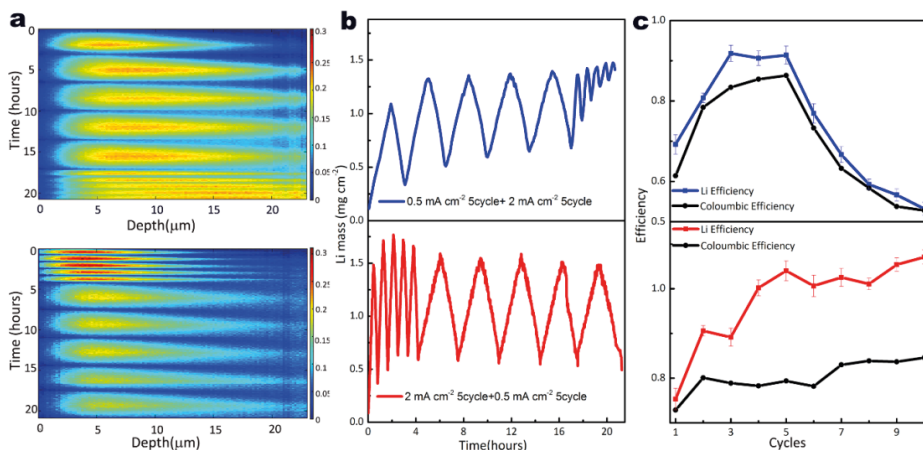 a
0
5
10
15
20
Time (hours)
0
5
10
15
20
Depth(μm)
0.3
0.25
0.2
0.15
0.1
0.05
0
0
5
10
15
20
Time (hours)
0
5
10
15
20
Depth(μm)
0.3
0.25
0.2
0.15
0.1
0.05
0
b
Li mass (mg cm⁻²)
1.5
1.0
0.5
0.0
0.5 mA cm⁻² 5cycle+ 2 mA cm⁻² 5cycle
1.5
1.0
0.5
2 mA cm⁻² 5cycle+0.5 mA cm⁻² 5cycle
0 4 8 12 16 20
Time(hours)
c
Efficiency
1.0
0.8
0.6
0.5
Li Efficiency
Coloumbic Efficiency
Li Efficiency
Coloumbic Efficiency
1.0
0.8
1 3 5 7 9
Cycles